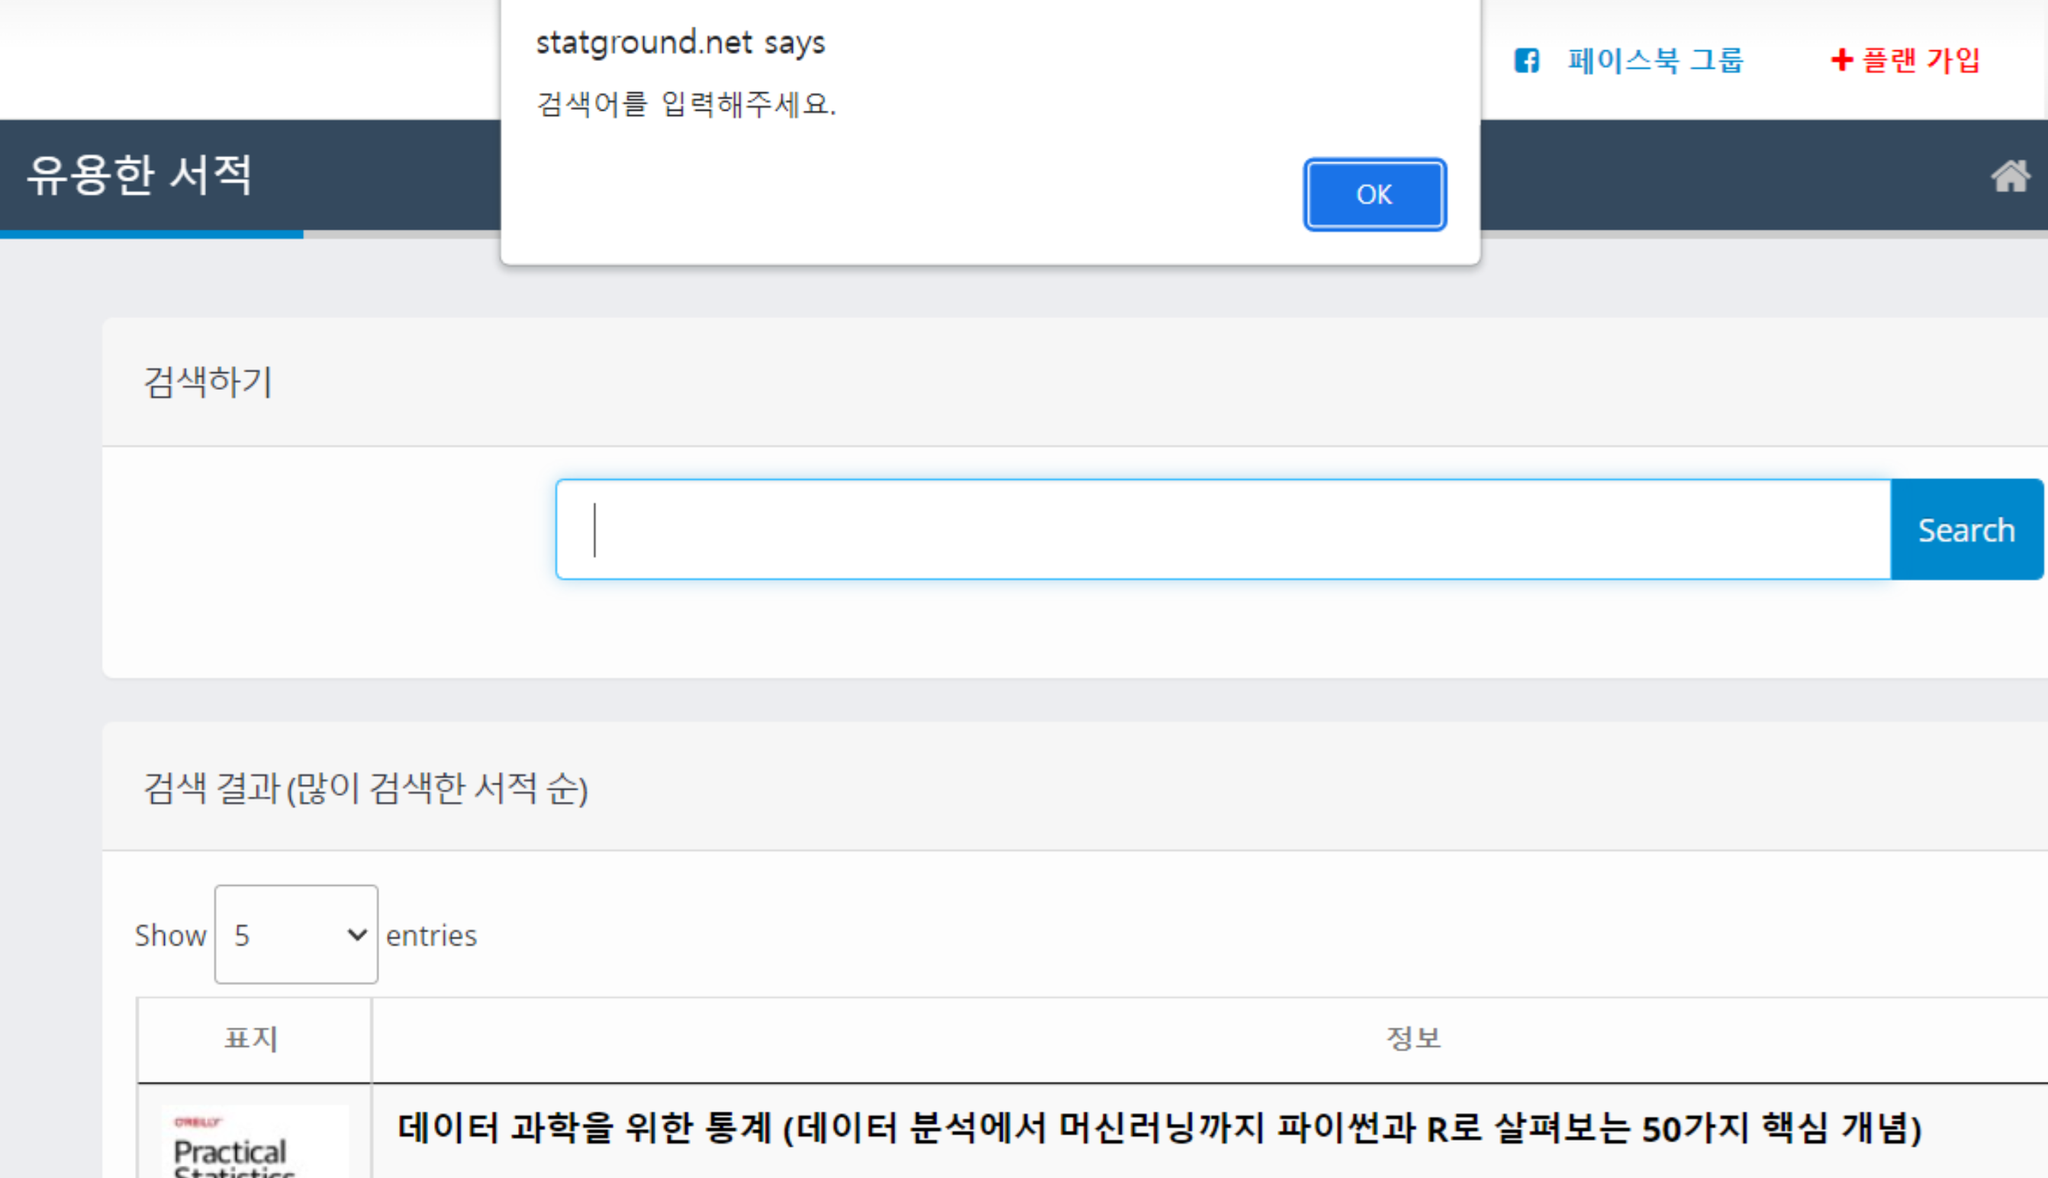 statground.net says
검색어를 입력해주세요.
OK
페이스북 그룹
플랜 가입
유용한 서적
검색하기
Search
검색 결과 (많이 검색한 서적 순)
Show 5 entries
표지 정보
O'REILLY
Practical
Statistics
데이터 과학을 위한 통계 (데이터 분석에서 머신러닝까지 파이썬과 R로 살펴보는 50가지 핵심 개념)